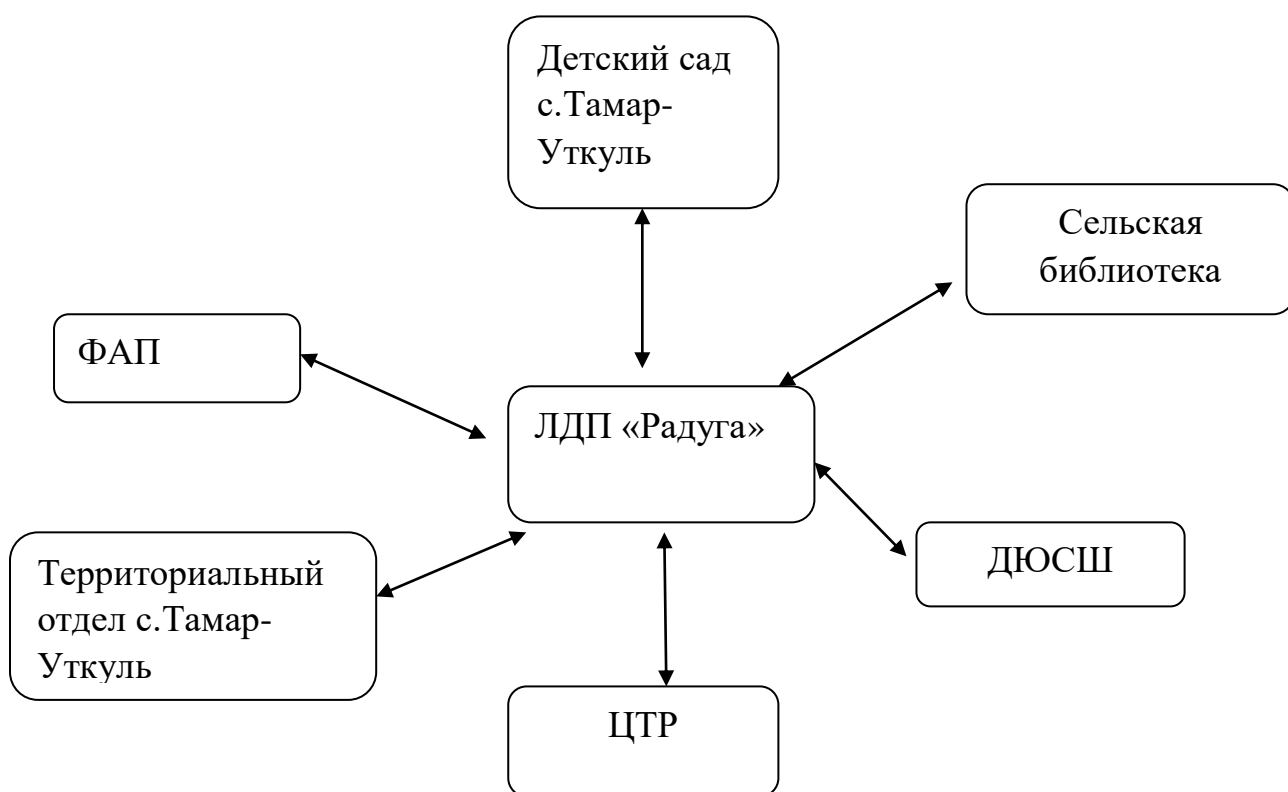 Детский сад
с.Тамар-
Уткуль
Сельская
библиотека
ФАП
ЛДП «Радуга»
Территориальный
отдел с.Тамар-
Уткуль
ДЮСШ
ЦТР